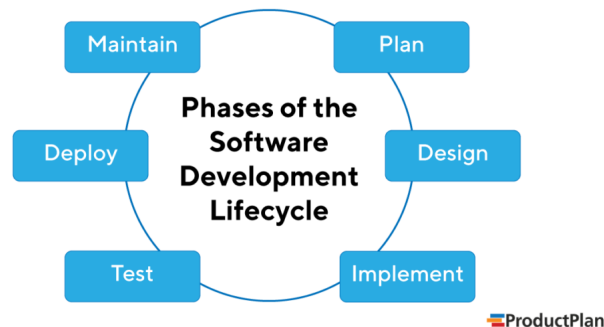 Maintain
Plan
Phases of the
Software
Development
Lifecycle
Deploy
Design
Test
Implement
ProductPlan